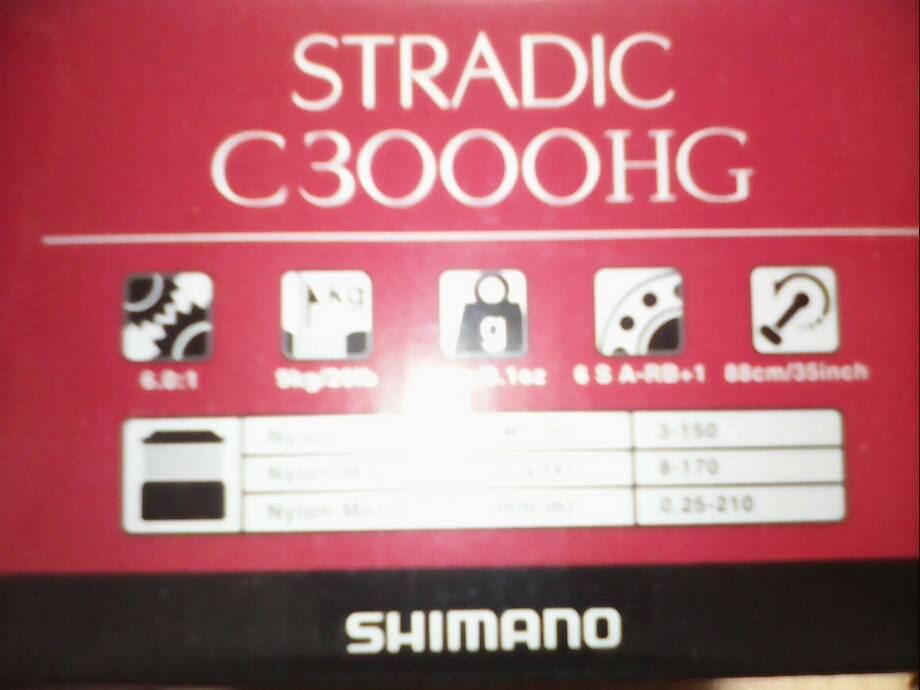 STRADIC
C3000HG
kg
g
6.0:1 9kg/20lb 6 S A-RB+1 88cm/35inch
3-150
8-170
Nylon Mono 0.25-210
SHIMANO